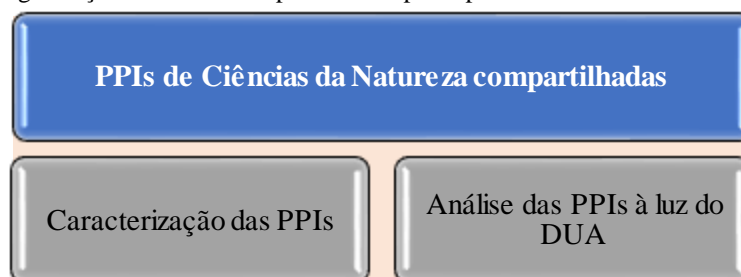 PPIs de Ciências da Natureza compartilhadas
Caracterização das PPIs
Análise das PPIs à luz do
DUA